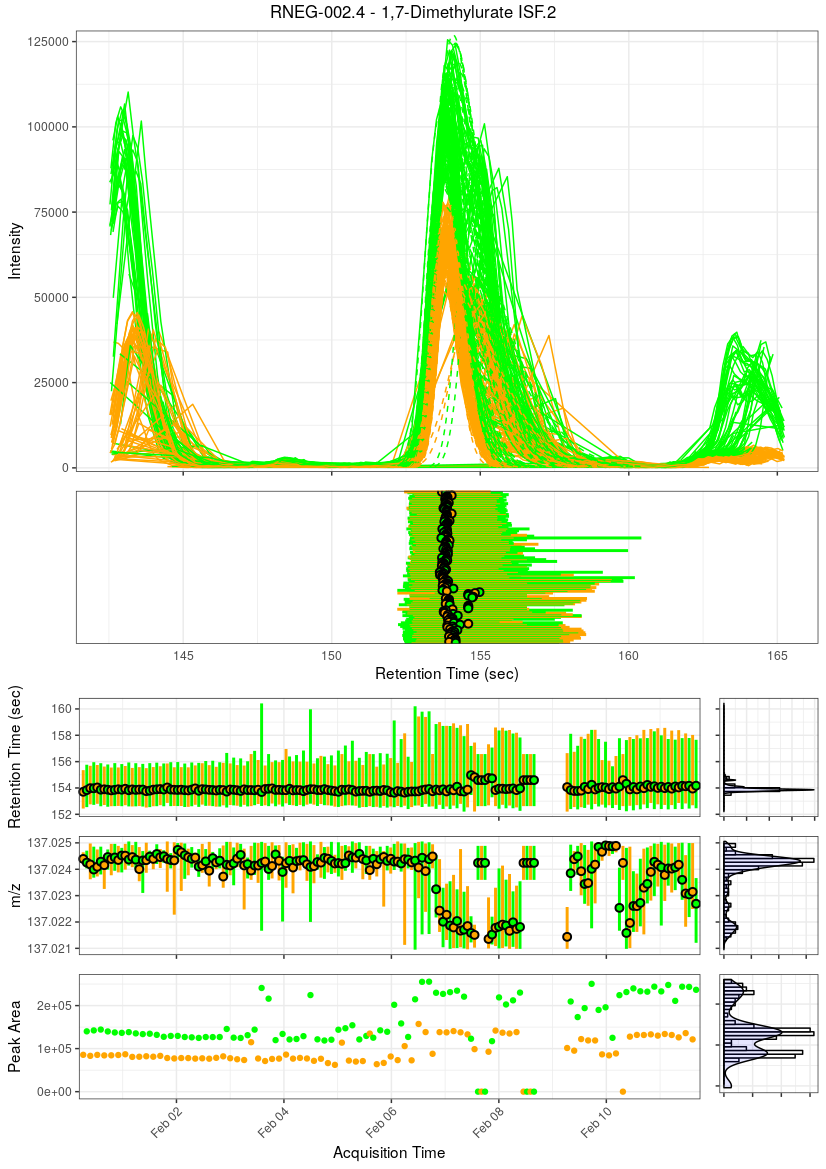 RNEG-002.4 - 1,7-Dimethylurate ISF.2
125000
100000
75000
50000
25000
0
Intensity
145
150
155
160
165
Retention Time (sec)
160
158
156
154
152
Retention Time (sec)
137.025
137.024
137.023
137.022
137.021
m/z
2e+05
1e+05
0e+00
Peak Area
Feb 02
Feb 04
Feb 06
Feb 08
Feb 10
Acquisition Time